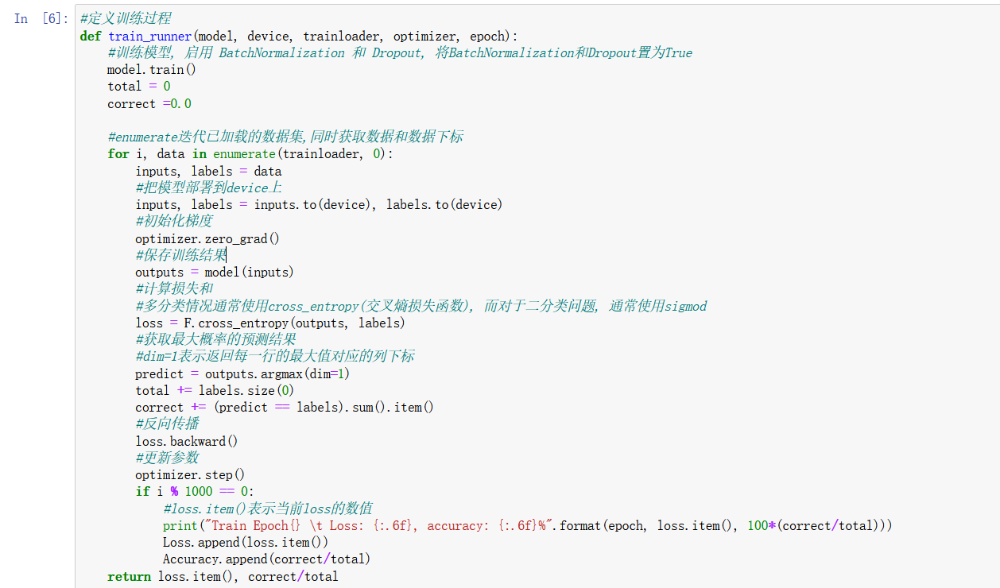 In [6]: #定义训练过程
def train_runner(model, device, trainloader, optimizer, epoch):
    #训练模型, 启用 BatchNormalization 和 Dropout, 将BatchNormalization和Dropout置为True
    model.train()
    total = 0
    correct =0.0

    #enumerate迭代已加载的数据集,同时获取数据和数据下标
    for i, data in enumerate(trainloader, 0):
        inputs, labels = data
        #把模型部署到device上
        inputs, labels = inputs.to(device), labels.to(device)
        #初始化梯度
        optimizer.zero_grad()
        #保存训练结果
        outputs = model(inputs)
        #计算损失和
        #多分类情况通常使用cross_entropy(交叉熵损失函数), 而对于二分类问题, 通常使用sigmod
        loss = F.cross_entropy(outputs, labels)
        #获取最大概率的预测结果
        #dim=1表示返回每一行的最大值对应的列下标
        predict = outputs.argmax(dim=1)
        total += labels.size(0)
        correct += (predict == labels).sum().item()
        #反向传播
        loss.backward()
        #更新参数
        optimizer.step()
        if i % 1000 == 0:
            #loss.item()表示当前loss的数值
            print("Train Epoch{} \t Loss: {:.6f}, accuracy: {:.6f}%".format(epoch, loss.item(), 100*(correct/total)))
            Loss.append(loss.item())
            Accuracy.append(correct/total)
    return loss.item(), correct/total